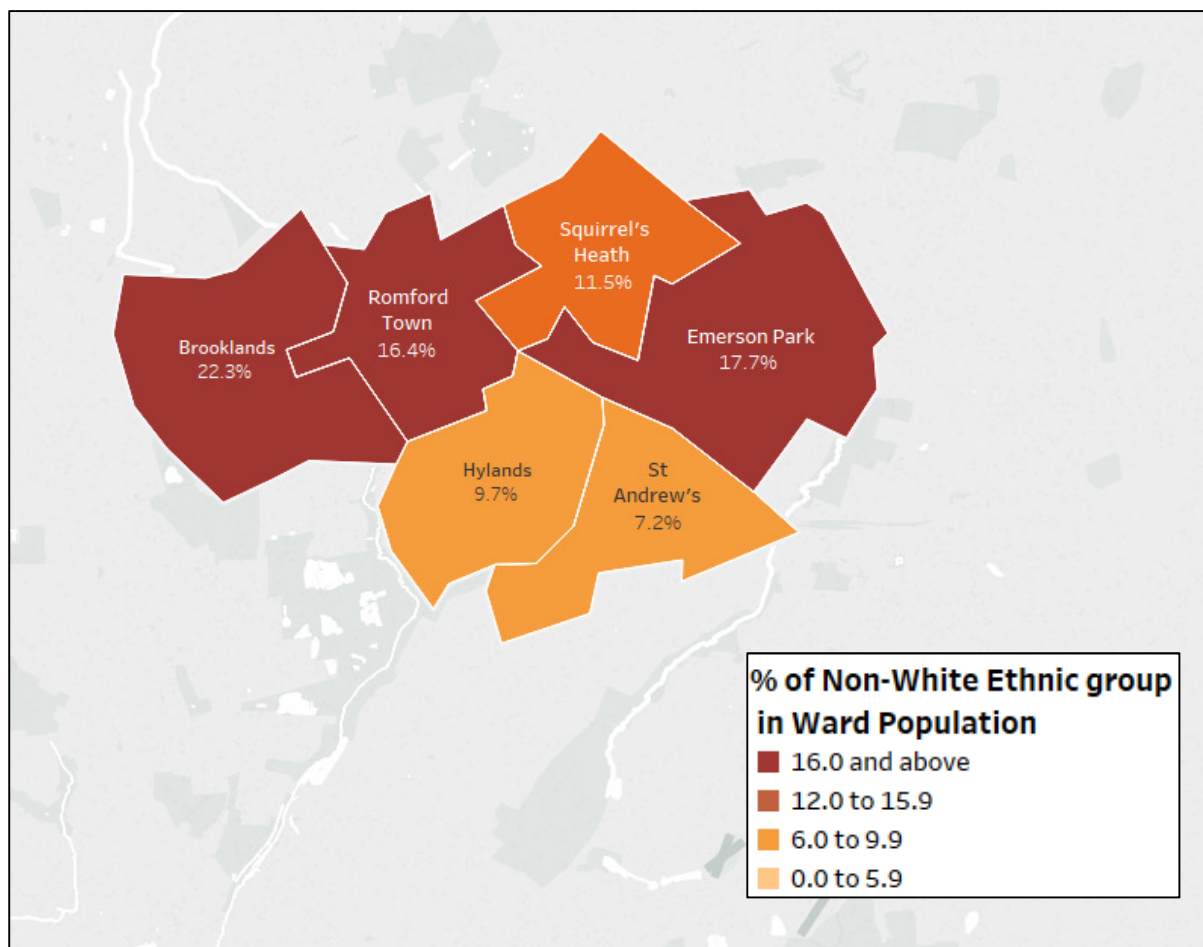 Squirrel's
Heath
11.5%
Romford
Town
16.4%
Emerson Park
17.7%
Brooklands
22.3%
Hylands
9.7%
St
Andrew's
7.2%
% of Non-White Ethnic group
in Ward Population
16.0 and above
12.0 to 15.9
6.0 to 9.9
0.0 to 5.9